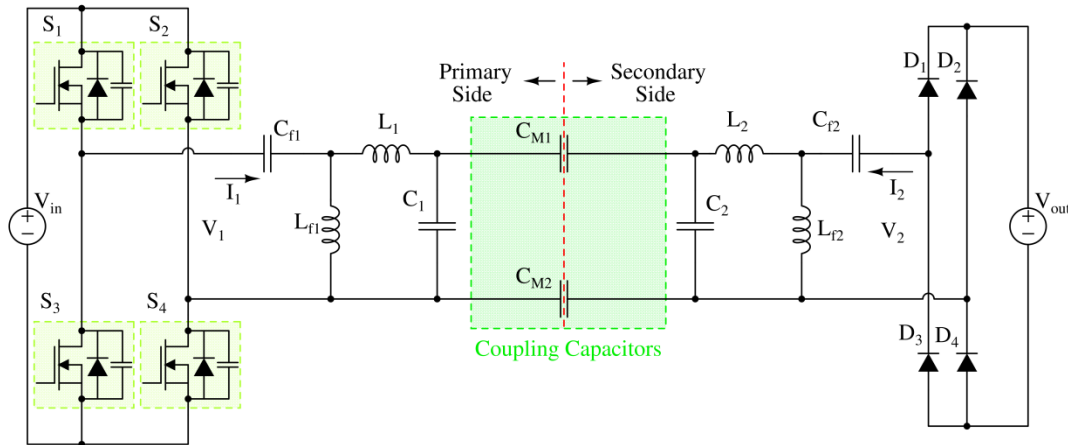 S1
S2
Primary Side
Secondary Side
D1
D2
Cf1
L1
CM1
L2
Cf2
Vin
I1
V1
Lf1
C1
C2
Lf2
I2
V2
Vout
CM2
S3
S4
Coupling Capacitors
D3
D4